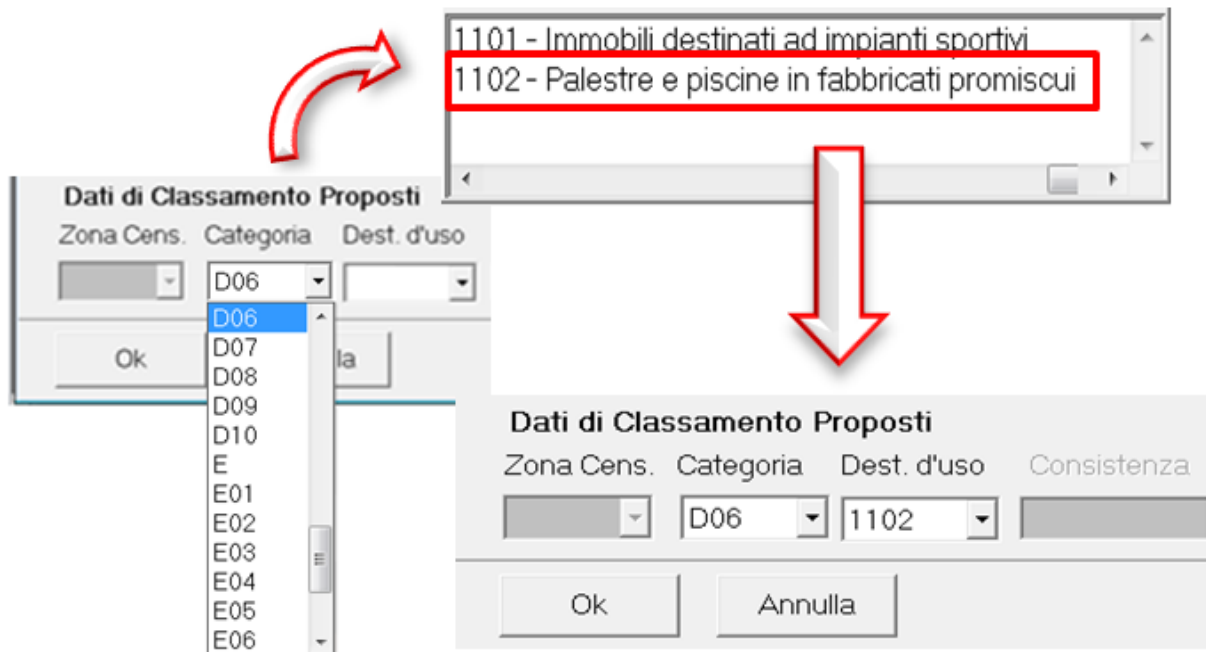 1101 - Immobili destinati ad impianti sportivi
1102 - Palestre e piscine in fabbricati promiscui
Dati di Classamento Proposti
Zona Cens. Categoria Dest. d'uso
D06
D06
D07
D08
D09
D10
E
E01
E02
E03
E04
E05
E06
Ok la
Dati di Classamento Proposti
Zona Cens. Categoria Dest. d'uso Consistenza
D06 1102
Ok Annulla